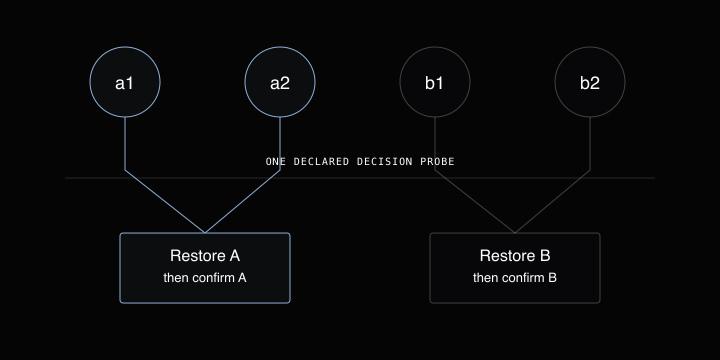 a1
a2
b1
b2
ONE DECLARED DECISION PROBE
Restore A
then confirm A
Restore B
then confirm B